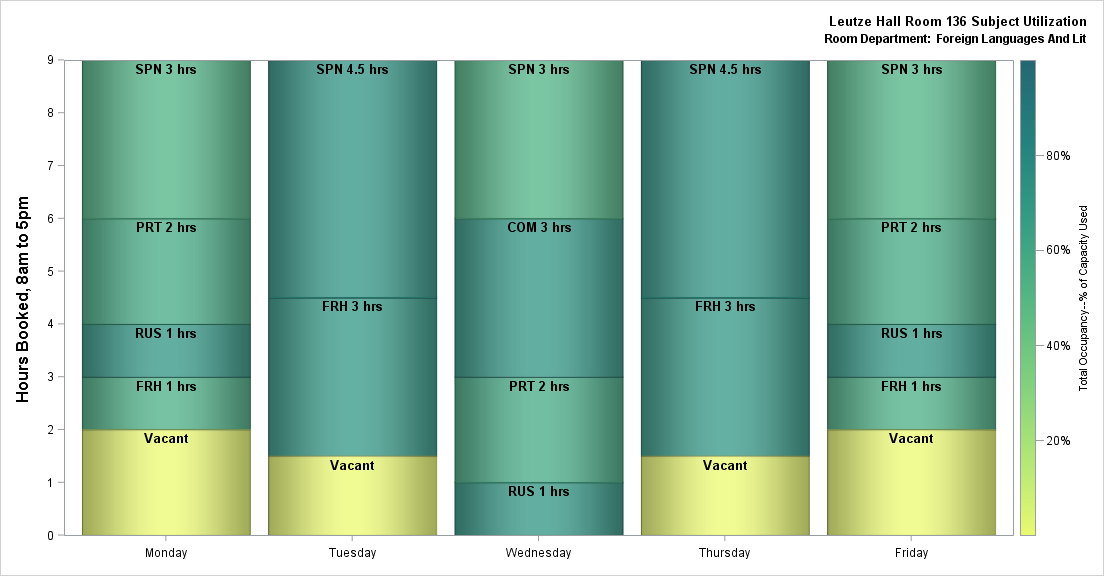 Leutze Hall Room 136 Subject Utilization
Room Department: Foreign Languages And Lit
Hours Booked, 8am to 5pm
9
8
7
6
5
4
3
2
1
0
SPN 3 hrs
PRT 2 hrs
RUS 1 hrs
FRH 1 hrs
Vacant
SPN 4.5 hrs
FRH 3 hrs
Vacant
SPN 3 hrs
COM 3 hrs
PRT 2 hrs
RUS 1 hrs
SPN 4.5 hrs
FRH 3 hrs
Vacant
SPN 3 hrs
PRT 2 hrs
RUS 1 hrs
FRH 1 hrs
Vacant
Monday
Tuesday
Wednesday
Thursday
Friday
80%
60%
40%
20%
Total Occupancy--% of Capacity Used